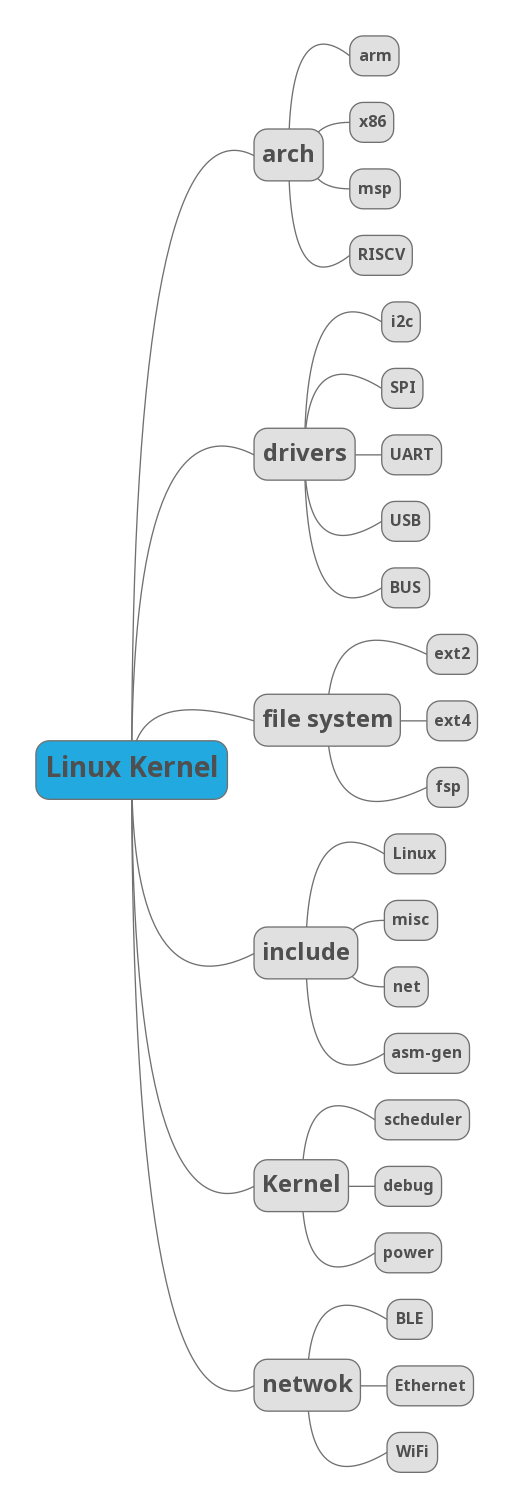 arm
x86
arch
msp
RISCV
i2c
SPI
drivers
UART
USB
BUS
ext2
file system
ext4
Linux Kernel
fsp
Linux
misc
include
net
asm-gen
scheduler
Kernel
debug
power
BLE
netwok
Ethernet
WiFi